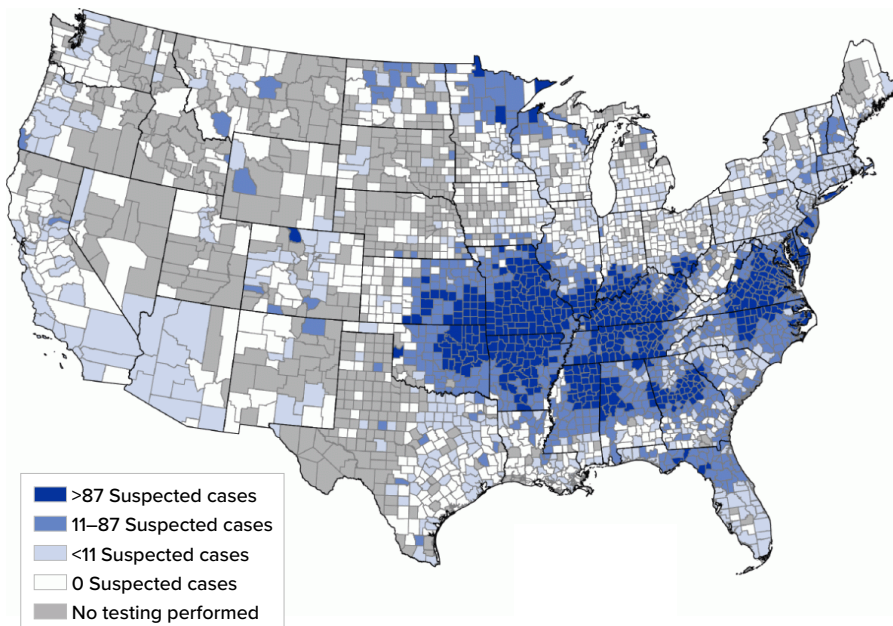 >87 Suspected cases
11–87 Suspected cases
<11 Suspected cases
0 Suspected cases
No testing performed